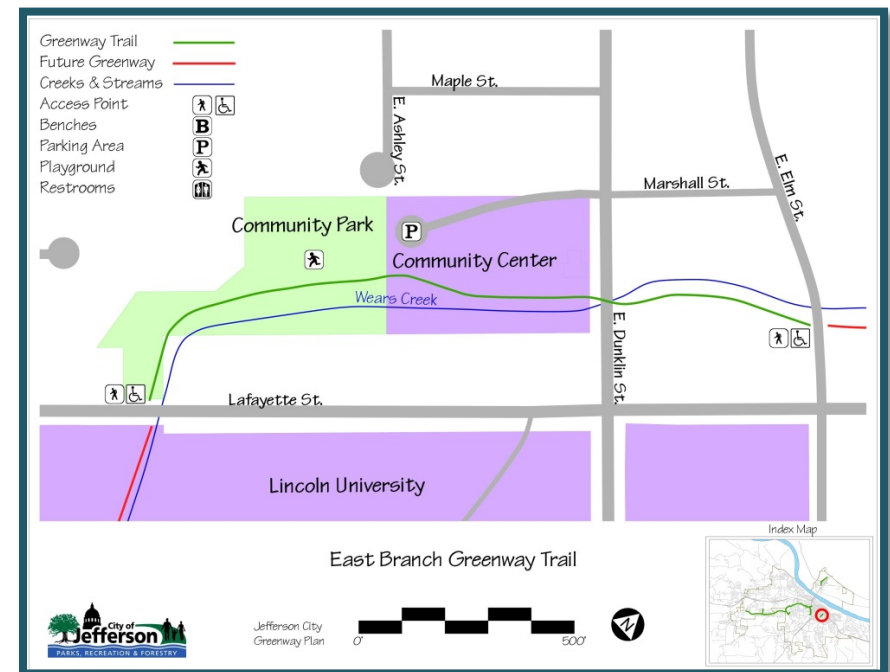 Greenway Trail
Future Greenway
Creeks & Streams
Access Point
Benches
B
Parking Area
P
Playground
Restrooms
Maple St.
E. Ashley St.
Marshall St.
E. Elm St.
Community Park
P
Community Center
Wears Creek
E. Dunklin St.
Lafayette St.
Lincoln University
Index Map
East Branch Greenway Trail
City of
Jefferson
PARKS, RECREATION & FORESTRY
Jefferson City
Greenway Plan
0'
500'
N